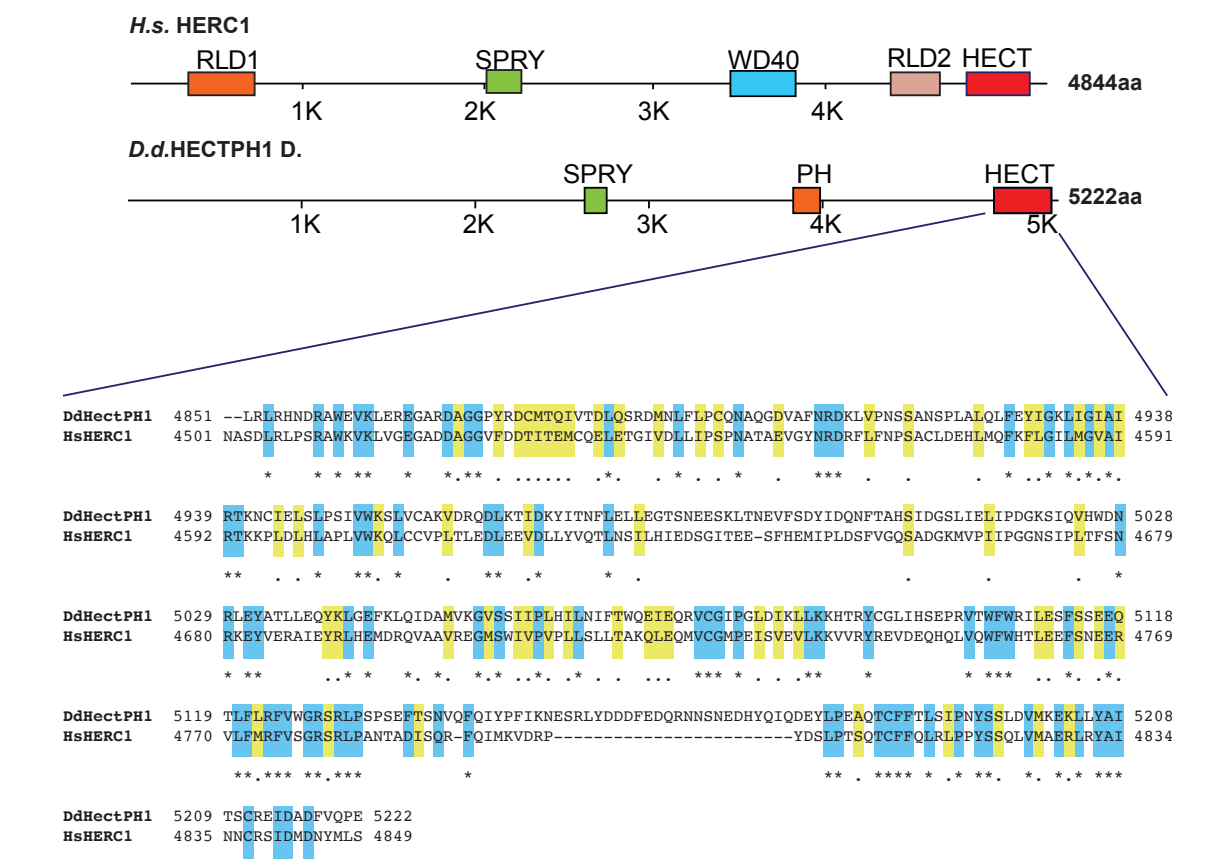 H.s. HERC1
RLD1 SPRY WD40 RLD2 HECT
4844aa
1K 2K 3K 4K
D.d.HECTPH1 D.
SPRY PH HECT
5222aa
1K 2K 3K 4K 5K
DdHectPH1 4851 --LRLRHNDRAWEVKLEREGARDAGGPYRDCMTQIVTDLQSRDMNLFLPCQNAQGDVAFNRDKLVPNSSANSPLALQLFEYIGKLIGIAI 4938
HsHERC1 4501 NASDLRLPSRAWKVKLVGEGADDAGGVFDDTITEMCQELETGIVDLLIPSPNATAEVGYNRDRFLFNPSACLDEHLMQFKFLGILMGVAI 4591
* * * ** * *.** . ...... .*. . * . . * *** . . . * .. * *.*.*.
DdHectPH1 4939 RTKNCIELSLPSIVWKSLVCAKVDRQDLKTIDKYITNFLELLEGTSNEESKLTNEVFSDYIDQNFTAHSIDGSLIELIPDGKSIQVHWDN 5028
HsHERC1 4592 RTKKPLDLHLAPLVWKQLCCVPLTLEDLEEVDLLYVQTLNSILHIEDSGITEE-SFHEMIPLDSFVGQSADGKMVPIIPGGNSIPLTFSN 4679
** . . * **. * . ** .* * . . . . *
DdHectPH1 5029 RLEYATLLEQYKLGEFKLQIDAMVKGVSSIIPLHILNIFTWQEIEQRVCGIPGLDIKLLKKHTRYCGLIHSEPRVTWFWRILESFSSEEQ 5118
HsHERC1 4680 RKEYVERAIEYRLHEMDRQVAAVREGMSWIVPVPLLSLLTAKQLEQMVCGMPEISVEVLKKVVRYREVDEQHQLVQWFWHTLEEFSNEER 4769
* ** ..* * * *. *.* ..*. * . ... *** * . . ** * * *** .. *. .*.
DdHectPH1 5119 TLFLRFVWGRSRLPSPSEFTSNVQFQIYPFIKNESRLYDDDFEDQRNNSNEDHYQIQDEYLPEAQTCFFTLSIPNYSSLDVMKEKLLYAI 5208
HsHERC1 4770 VLFMRFVSGRSRLPANTADISQR-FQIMKVDRP------------------------YDSLPTSQTCFFQLRLPPYSSQLVMAERLRYAI 4834
**.*** **.*** * ** . **** * .* **. *. *.* ***
DdHectPH1 5209 TSCREIDADFVQPE 5222
HsHERC1 4835 NNCRSIDMDNYMLS 4849